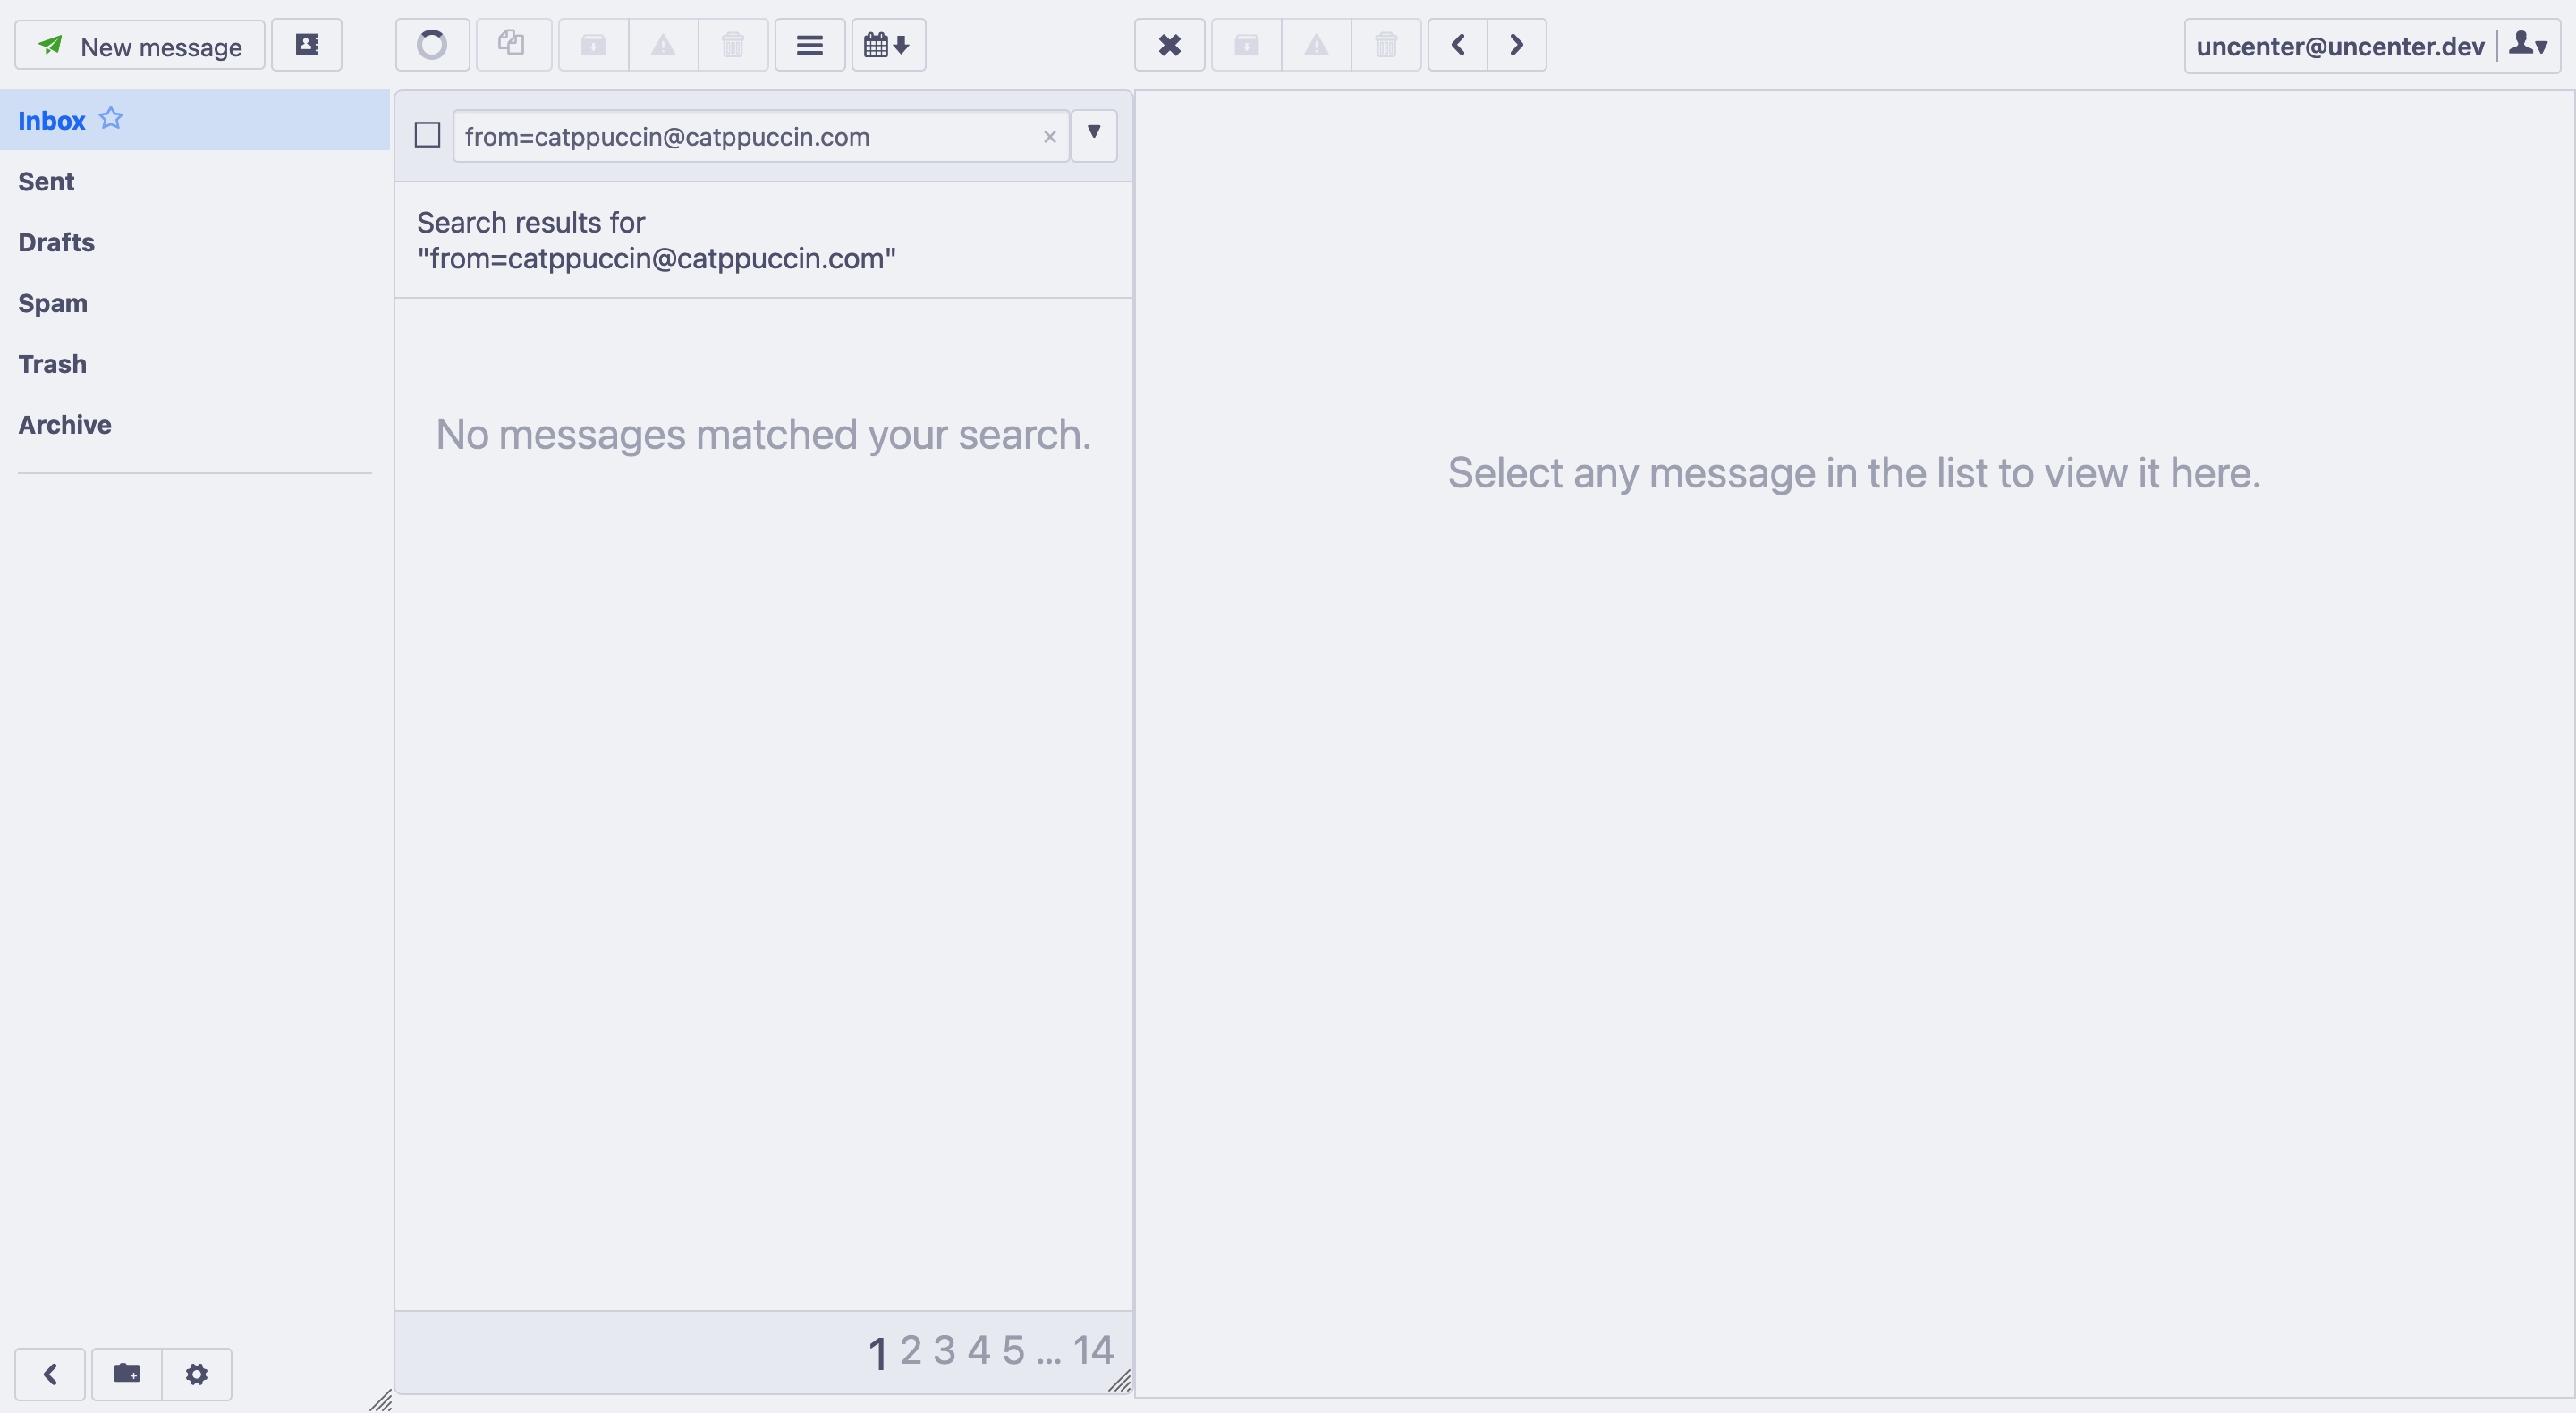 New message
uncenter@uncenter.dev
Inbox
Sent
Drafts
Spam
Trash
Archive
from=catppuccin@catppuccin.com
Search results for
"from=catppuccin@catppuccin.com"
No messages matched your search.
1 2 3 4 5 ... 14
Select any message in the list to view it here.